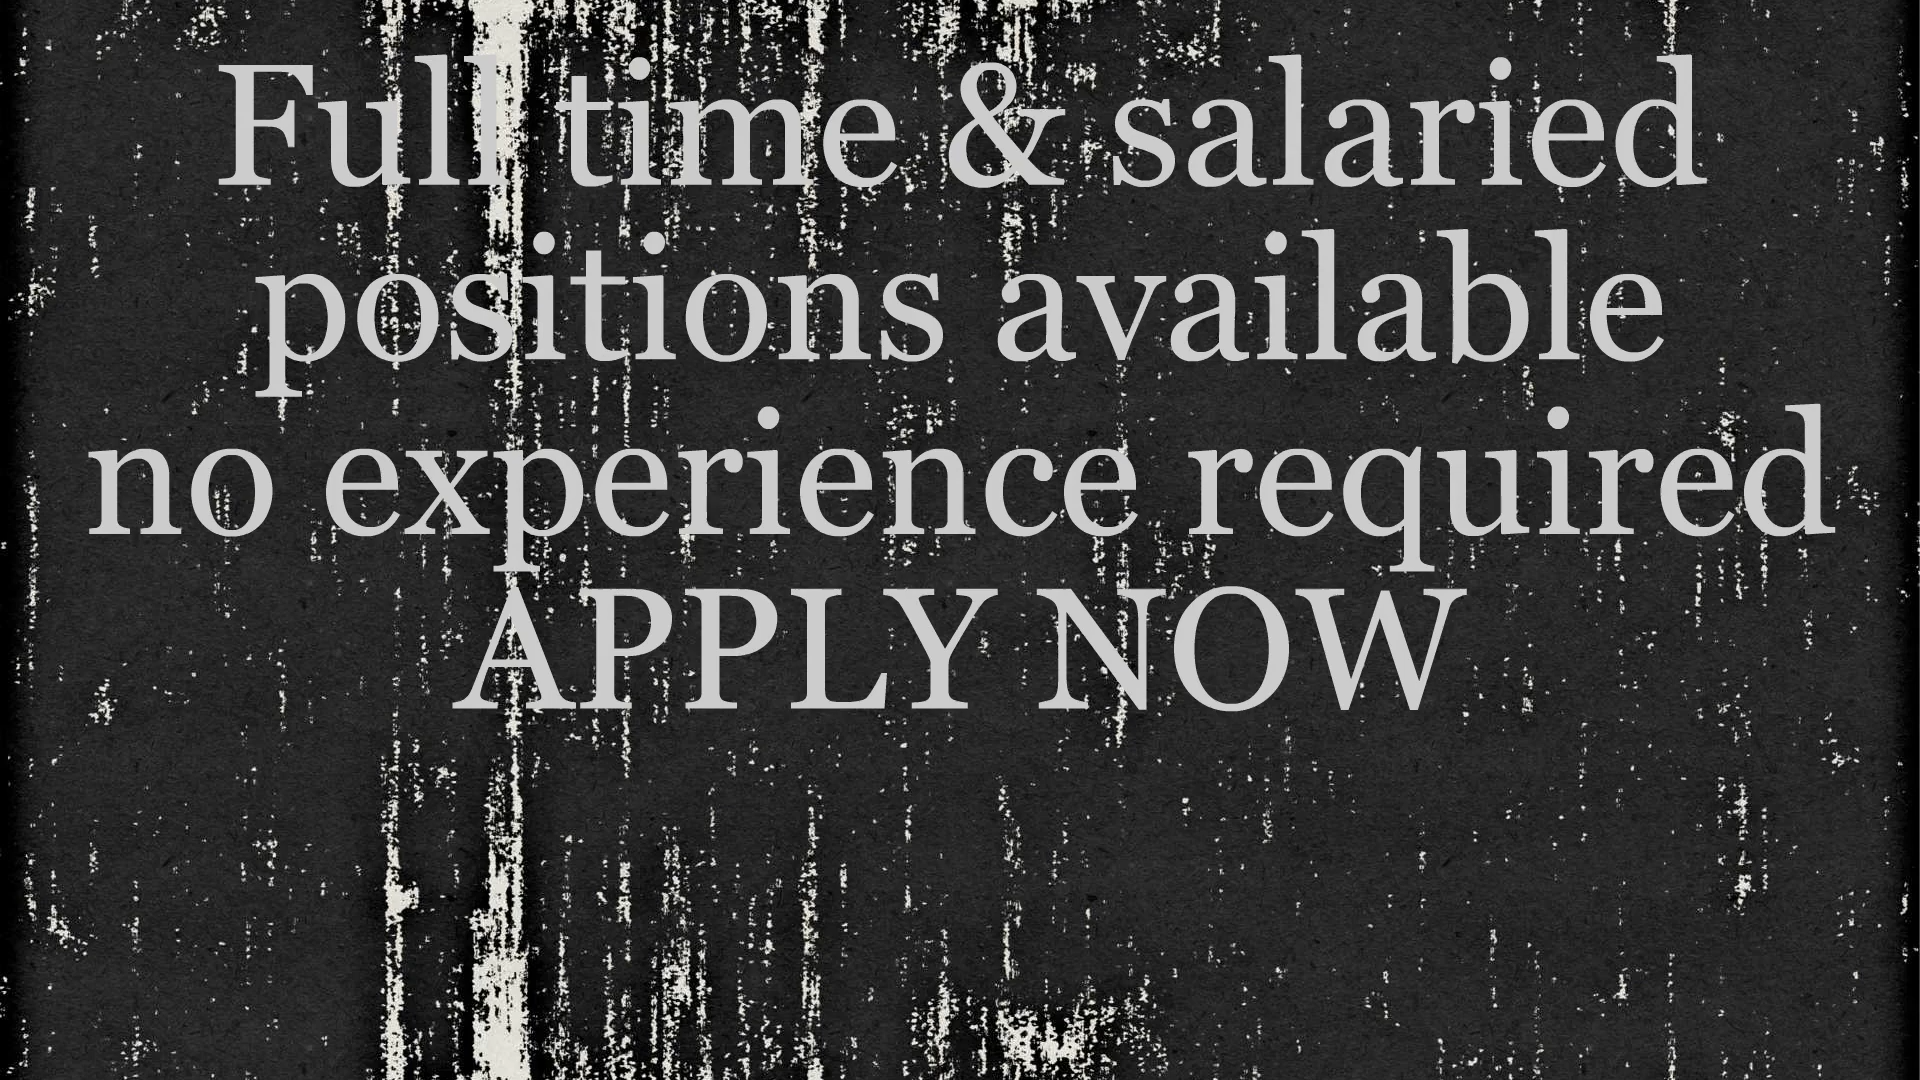 Full time & salaried
positions available
no experience required
APPLY NOW